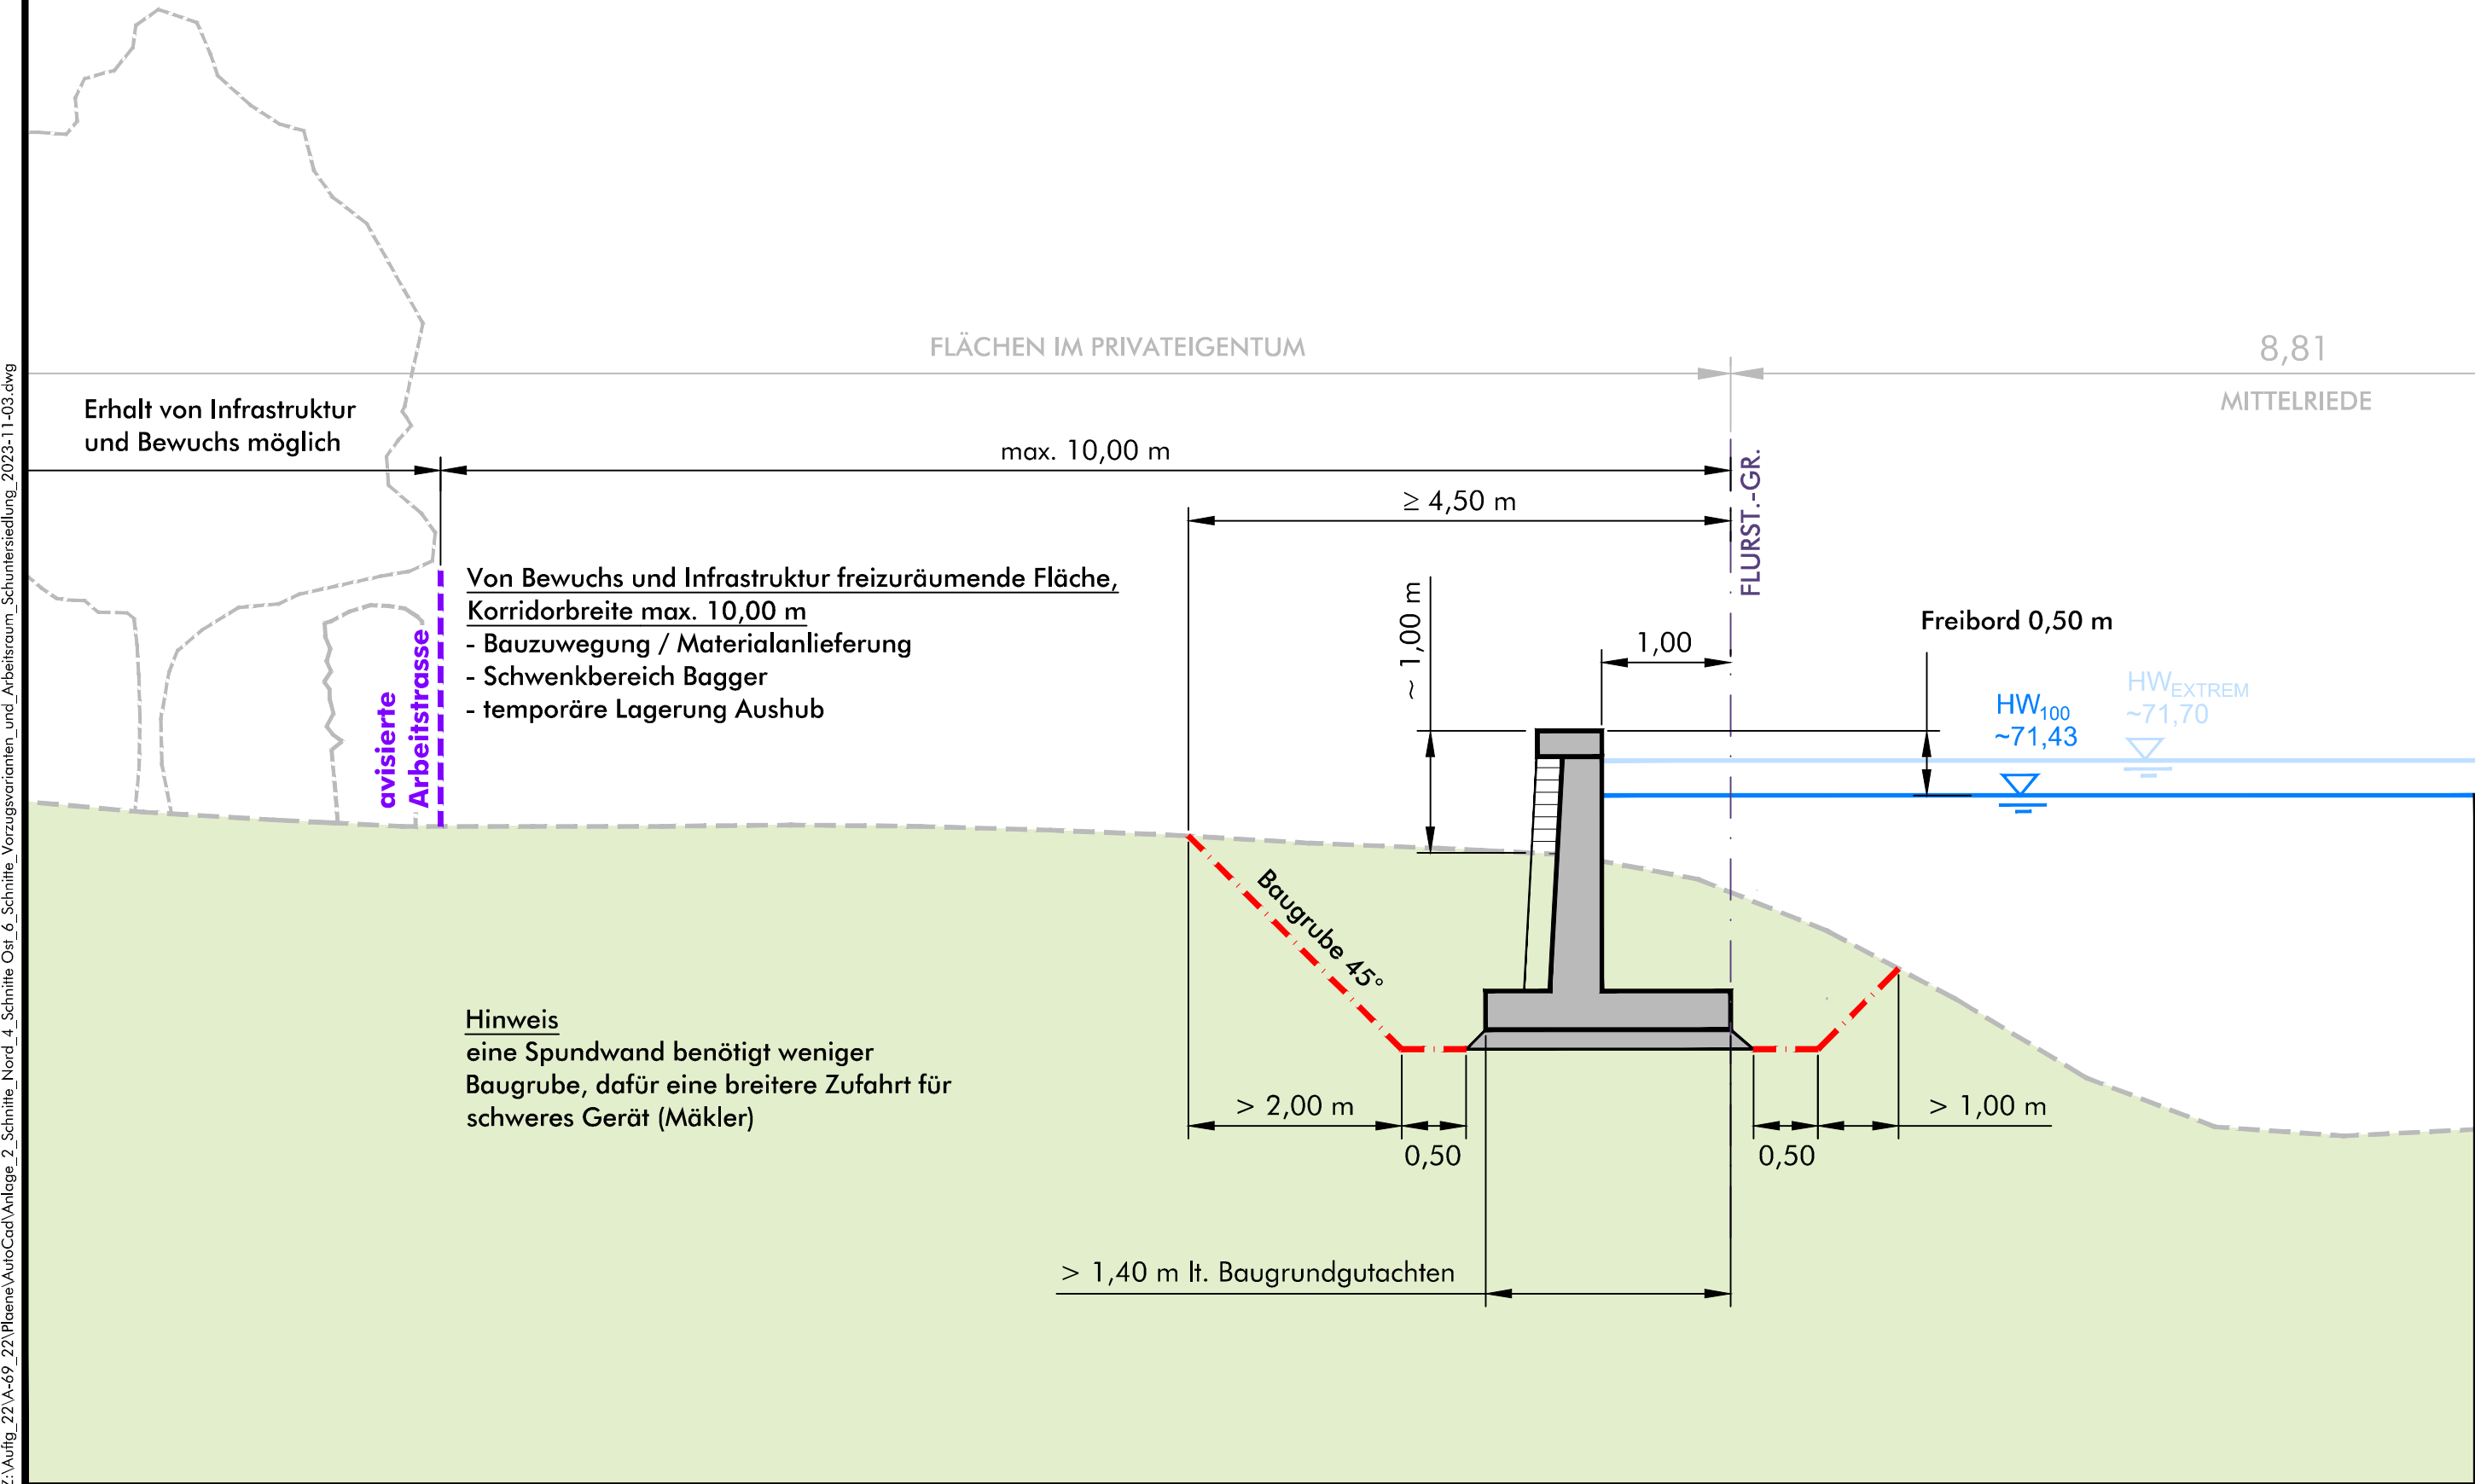 FLÄCHEN IM PRIVATEIGENTUM
8,81
MITTELRIEDE
Erhalt von Infrastruktur
und Bewuchs möglich
max. 10,00 m
≥ 4,50 m
FLURST.-GR.
Von Bewuchs und Infrastruktur freizuräumende Fläche,
Korridorbreite max. 10,00 m
- Bauzuwegung / Materialanlieferung
- Schwenkbereich Bagger
- temporäre Lagerung Aushub
avisierte
Arbeitstrasse
~ 1,00 m
1,00
Freibord 0,50 m
HW100
~71,43
HWEXTREM
~71,70
Baugrube 45°
Hinweis
eine Spundwand benötigt weniger
Baugrube, dafür eine breitere Zufahrt für
schweres Gerät (Mäkler)
> 2,00 m
0,50
0,50
> 1,00 m
> 1,40 m lt. Baugrundgutachten
Z:\Auftg_22\A-69_22\Plaene\AutoCad\Anlage_2_Schnitte_Nord_4_Schnitte Ost_6_Schnitte_Vorzugsvarianten_und_Arbeitsraum_Schuntersiedlung_2023-11-03.dwg